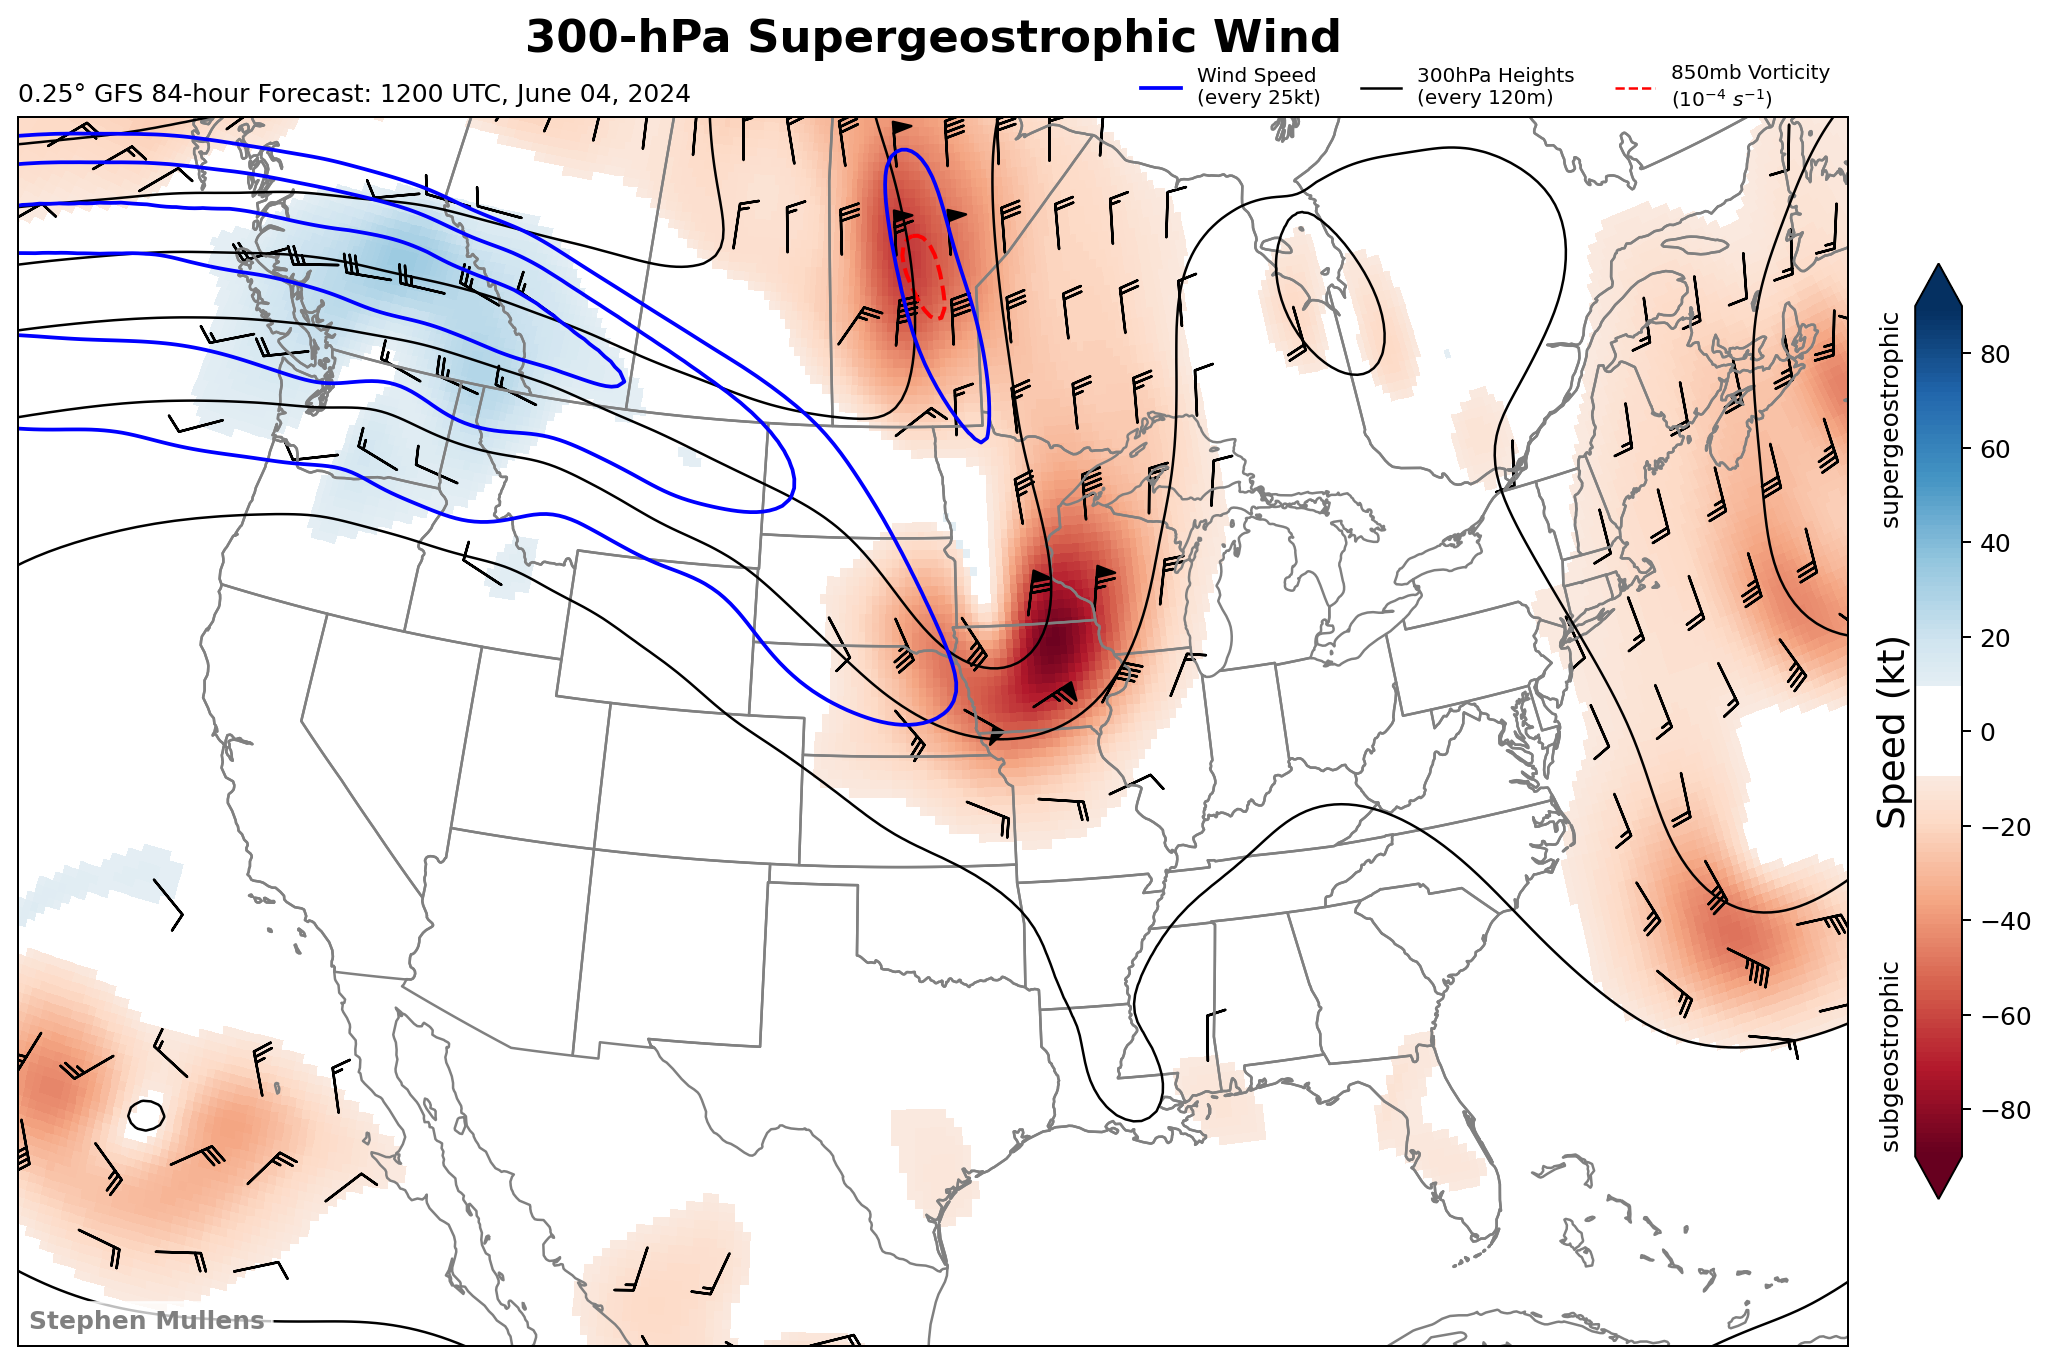 300-hPa Supergeostrophic Wind
0.25° GFS 84-hour Forecast: 1200 UTC, June 04, 2024
Wind Speed
(every 25kt)
300hPa Heights
(every 120m)
850mb Vorticity
(10⁻⁴ s⁻¹)
supergeostrophic
Speed (kt)
subgeostrophic
80
60
40
20
0
−20
−40
−60
−80
Stephen Mullens